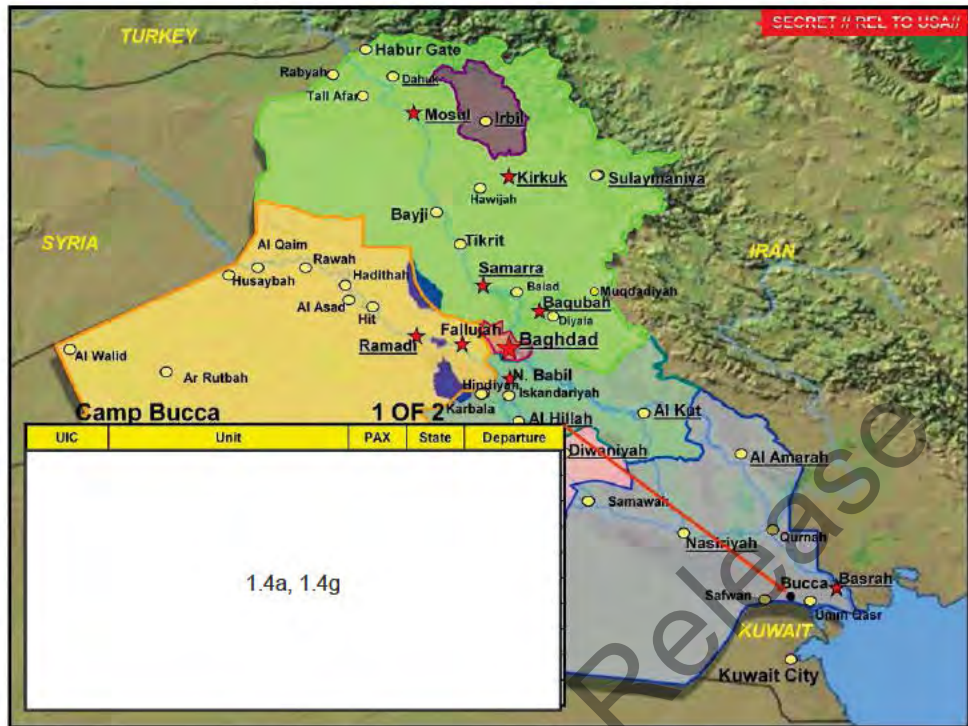 SECRET // REL TO USA//
TURKEY
Habur Gate
Rabyah
Dahuk
Tall Afar
Mosul
Irbil
Kirkuk
Sulaymaniya
Hawijah
Bayji
SYRIA
Tikrit
IRAN
Al Qaim
Rawah
Husaybah
Hadithah
Samarra
Balad
Muqdadiyah
Al Asad
Hit
Baqubah
Diyala
Fallujah
Ramadi
Baghdad
Al Walid
Ar Rutbah
N. Babil
Hindiyah
Iskandariyah
Karbala
Camp Bucca 1 OF 2
Al Hillah
Al Kut
UIC Unit PAX State Departure
Diwaniyah
Al Amarah
Samawah
Nasiriyah
Qurnah
1.4a, 1.4g
Bucca
Basrah
Safwan
Umm Qasr
KUWAIT
Kuwait City
Release